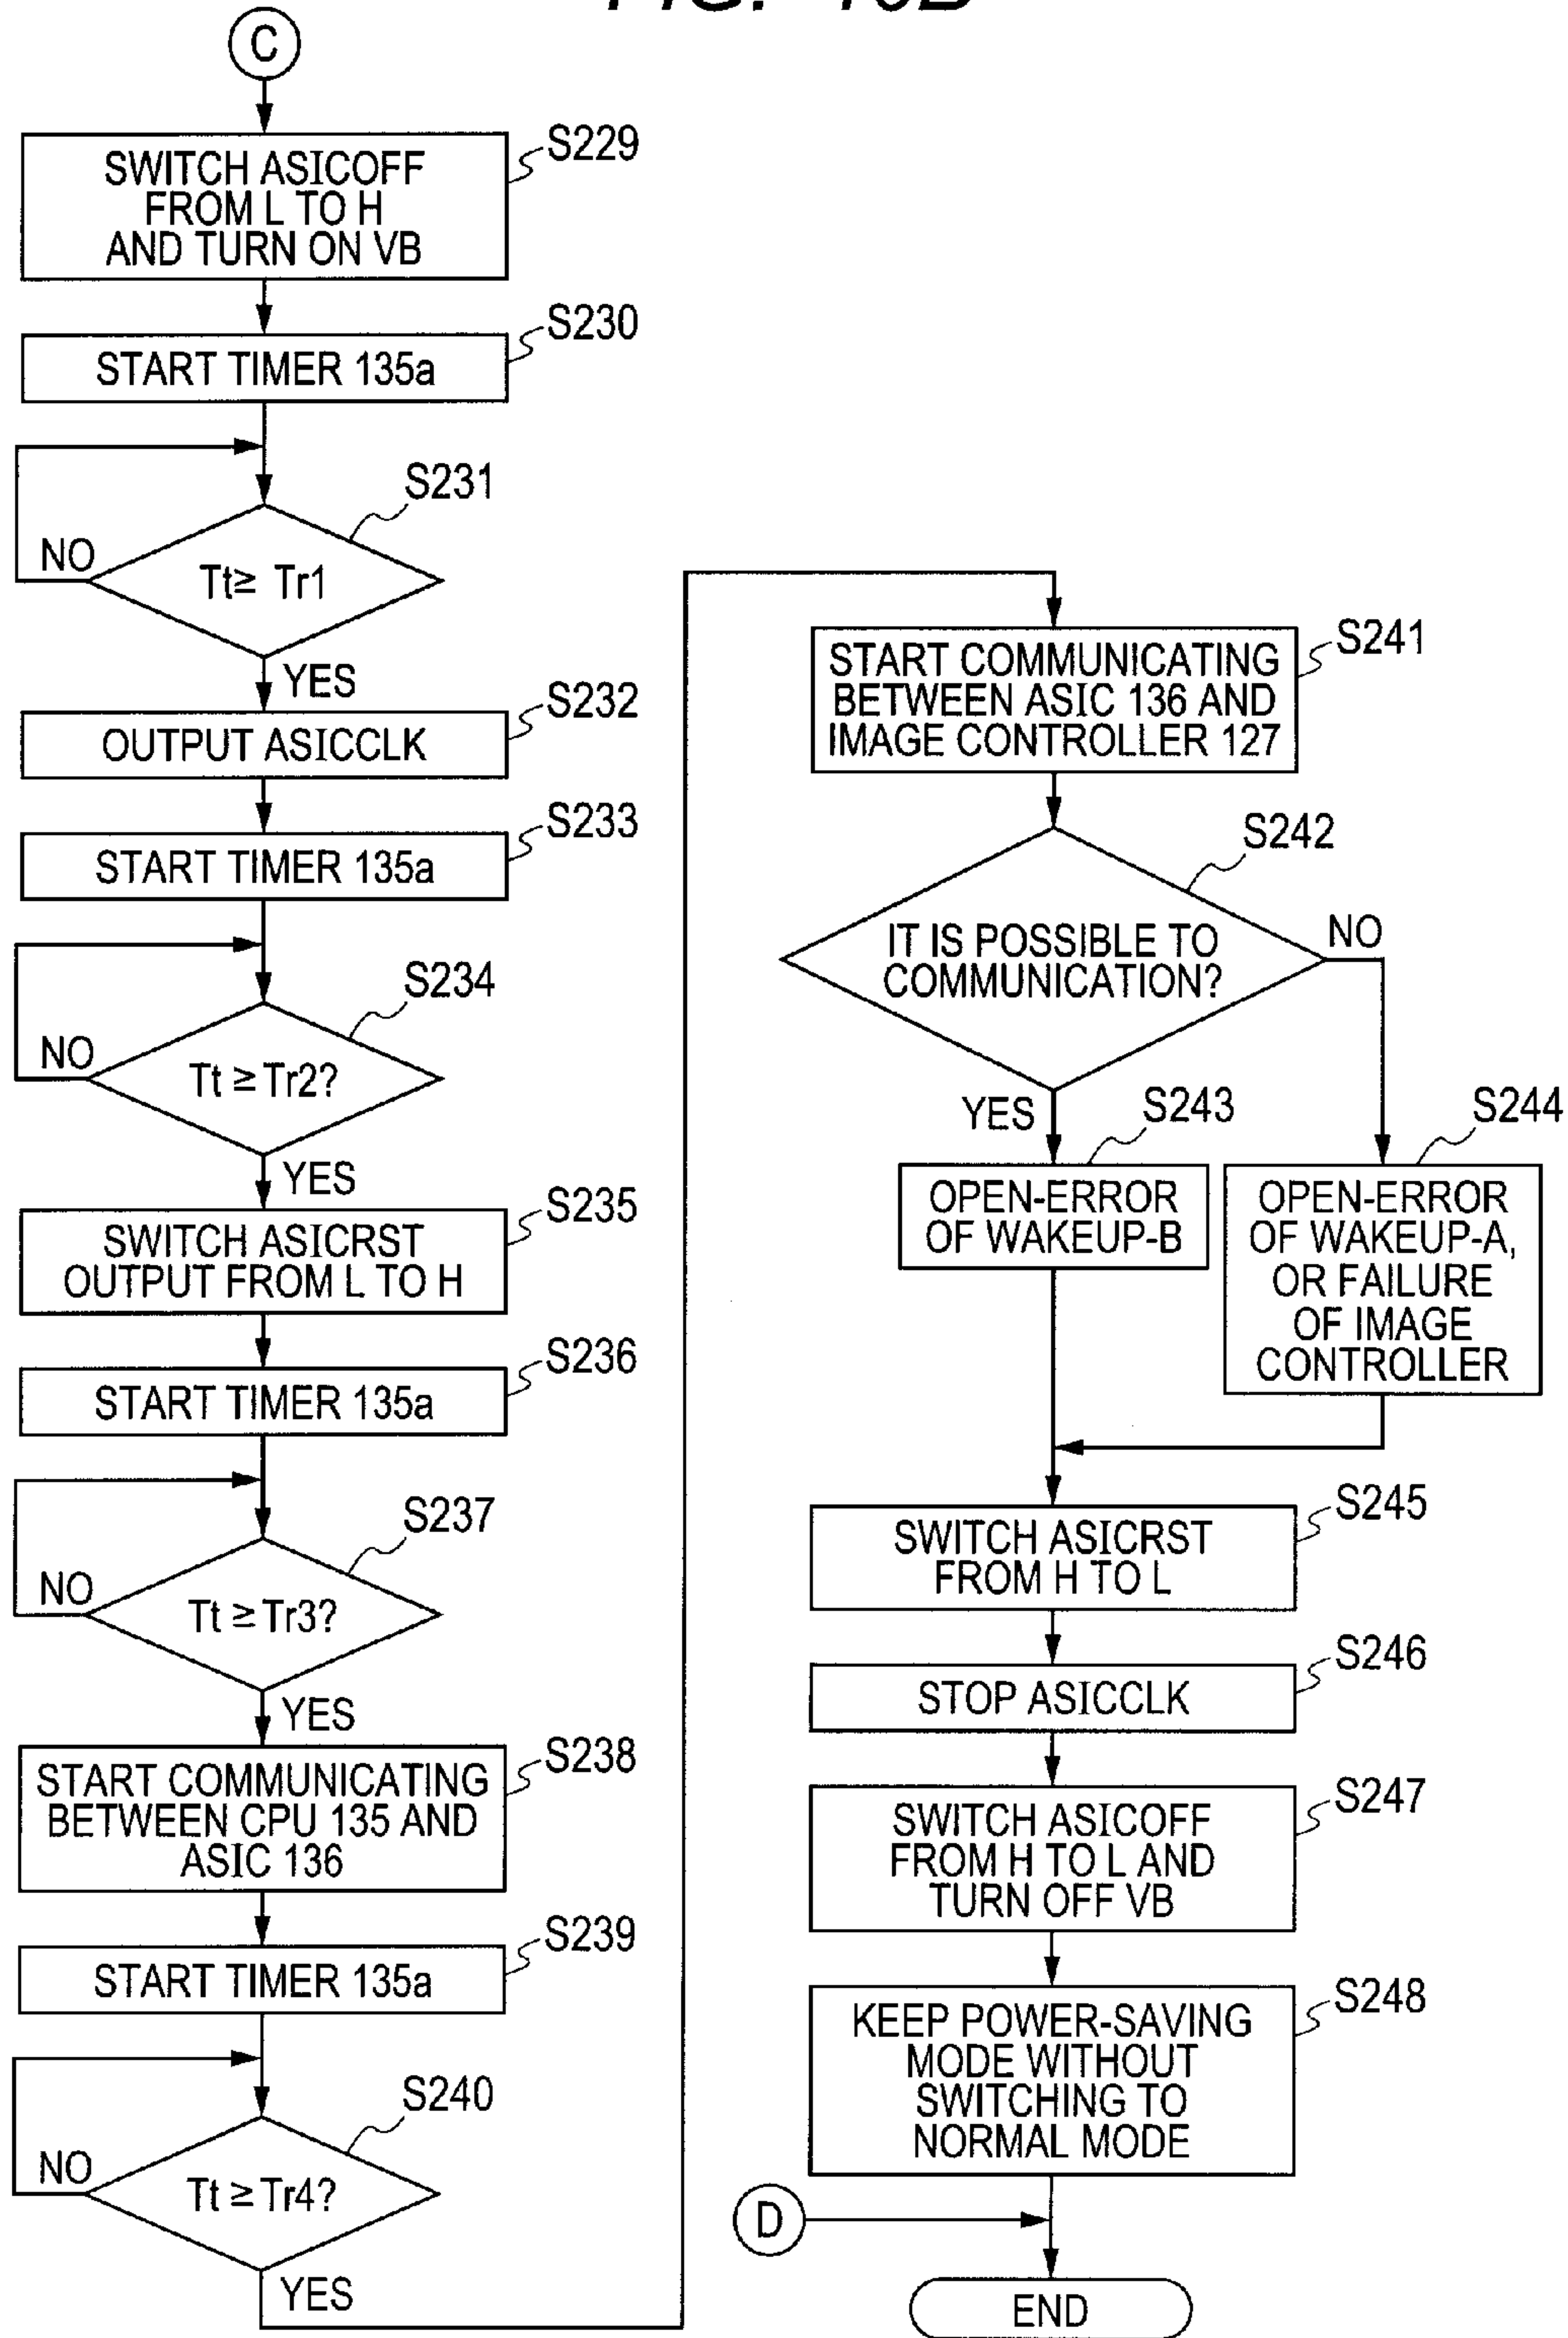 FIG. 10B
C
S229
SWITCH ASICOFF
FROM L TO H
AND TURN ON VB
S230
START TIMER 135a
S231
NO
Tt≥ Tr1
YES
S232
OUTPUT ASICCLK
S233
START TIMER 135a
S234
NO
Tt ≥ Tr2?
YES
S235
SWITCH ASICRST
OUTPUT FROM L TO H
S236
START TIMER 135a
S237
NO
Tt ≥ Tr3?
YES
S238
START COMMUNICATING
BETWEEN CPU 135 AND
ASIC 136
S239
START TIMER 135a
S240
NO
Tt ≥ Tr4?
YES
S241
START COMMUNICATING
BETWEEN ASIC 136 AND
IMAGE CONTROLLER 127
S242
IT IS POSSIBLE TO
COMMUNICATION?
NO
YES
S243
OPEN-ERROR
OF WAKEUP-B
S244
OPEN-ERROR
OF WAKEUP-A,
OR FAILURE
OF IMAGE
CONTROLLER
S245
SWITCH ASICRST
FROM H TO L
S246
STOP ASICCLK
S247
SWITCH ASICOFF
FROM H TO L AND
TURN OFF VB
S248
KEEP POWER-SAVING
MODE WITHOUT
SWITCHING TO
NORMAL MODE
D
END